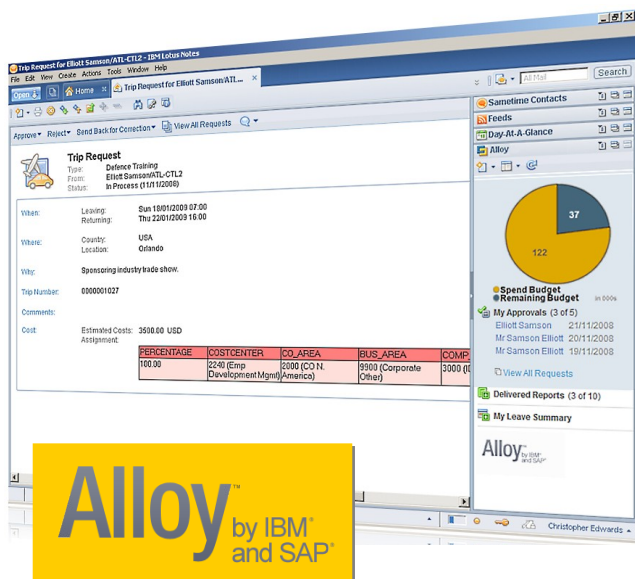 Trip Request for Elliott Samson/ATL-CTL2 - IBM Lotus Notes
File Edit View Create Actions Tools Window Help
Open
Home
Trip Request for Elliott Samson/ATL...
All Mail
Search
Approve Reject Send Back for Correction View All Requests
Trip Request
Type: Defence Training
From: Elliott Samson/ATL-CTL2
Status: In Process (11/11/2008)
When: Leaving: Sun 18/01/2009 07:00
Returning: Thu 22/01/2009 16:00
Where: Country: USA
Location: Orlando
Why: Sponsoring industry trade show.
Trip Number: 0000001027
Comments:
Cost: Estimated Costs: 3500.00 USD
Assignment:
PERCENTAGE COSTCENTER CO_AREA BUS_AREA COMP_
100.00 2240 (Emp 2000 (CO N. 9900 (Corporate 3000 (I
Development Mgmt) America) Other)
Sametime Contacts
Feeds
Day-At-A-Glance
Alloy
37
122
Spend Budget
Remaining Budget in 000s
My Approvals (3 of 5)
Elliott Samson 21/11/2008
Mr Samson Elliott 20/11/2008
Mr Samson Elliott 19/11/2008
View All Requests
Delivered Reports (3 of 10)
My Leave Summary
Alloy™
by IBM®
and SAP®
Christopher Edwards
Alloy™
by IBM®
and SAP®